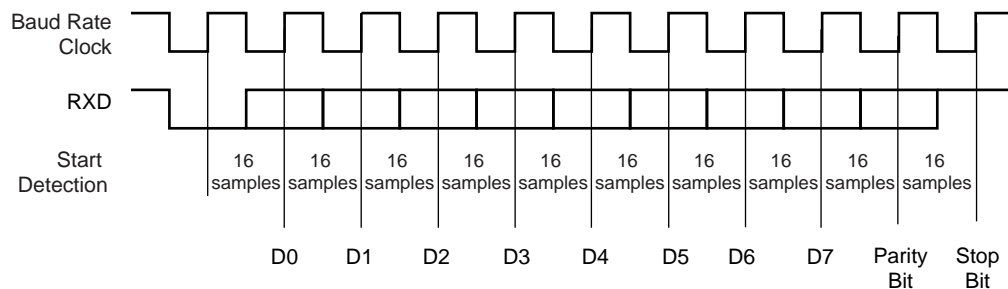 Baud Rate
Clock
RXD
Start
Detection
16 16 16 16 16 16 16 16 16 16
samples samples samples samples samples samples samples samples samples samples
D0 D1 D2 D3 D4 D5 D6 D7 Parity Stop
Bit Bit